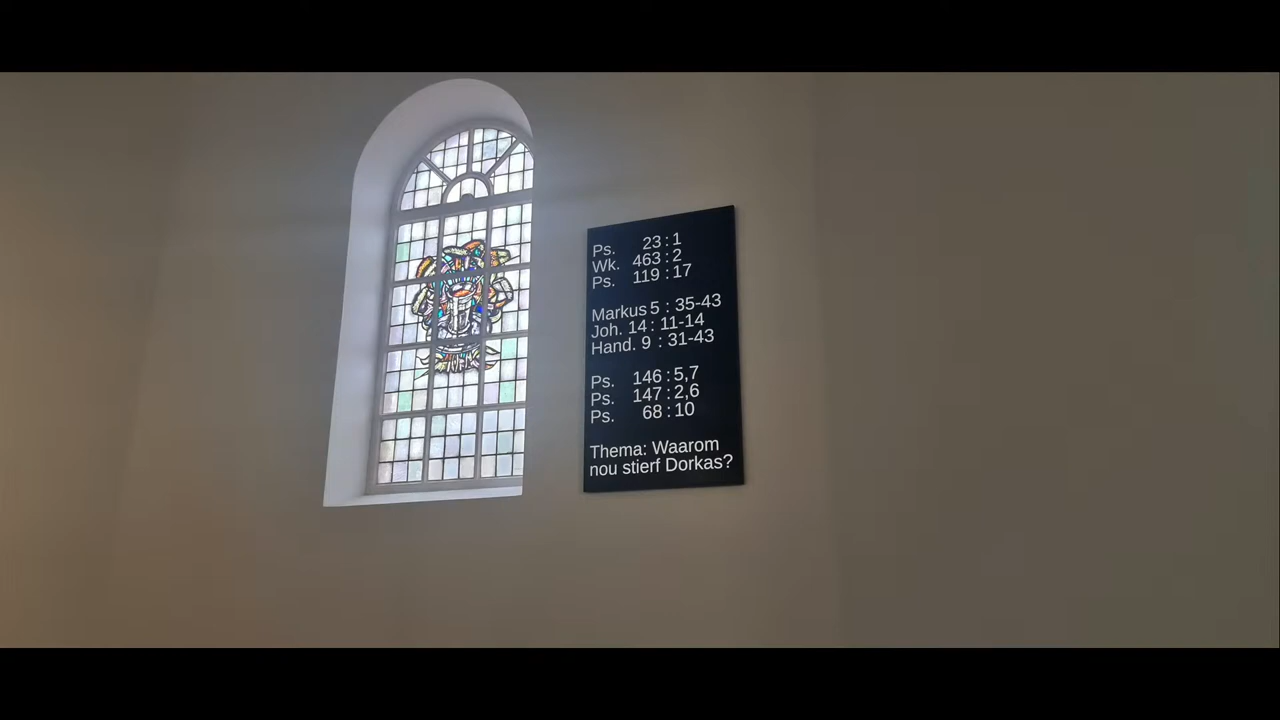 Ps. 23 : 1
Wk. 463 : 2
Ps. 119 : 17
Markus 5 : 35-43
Joh. 14 : 11-14
Hand. 9 : 31-43
Ps. 146 : 5,7
Ps. 147 : 2,6
Ps. 68 : 10
Thema: Waarom
nou stierf Dorkas?